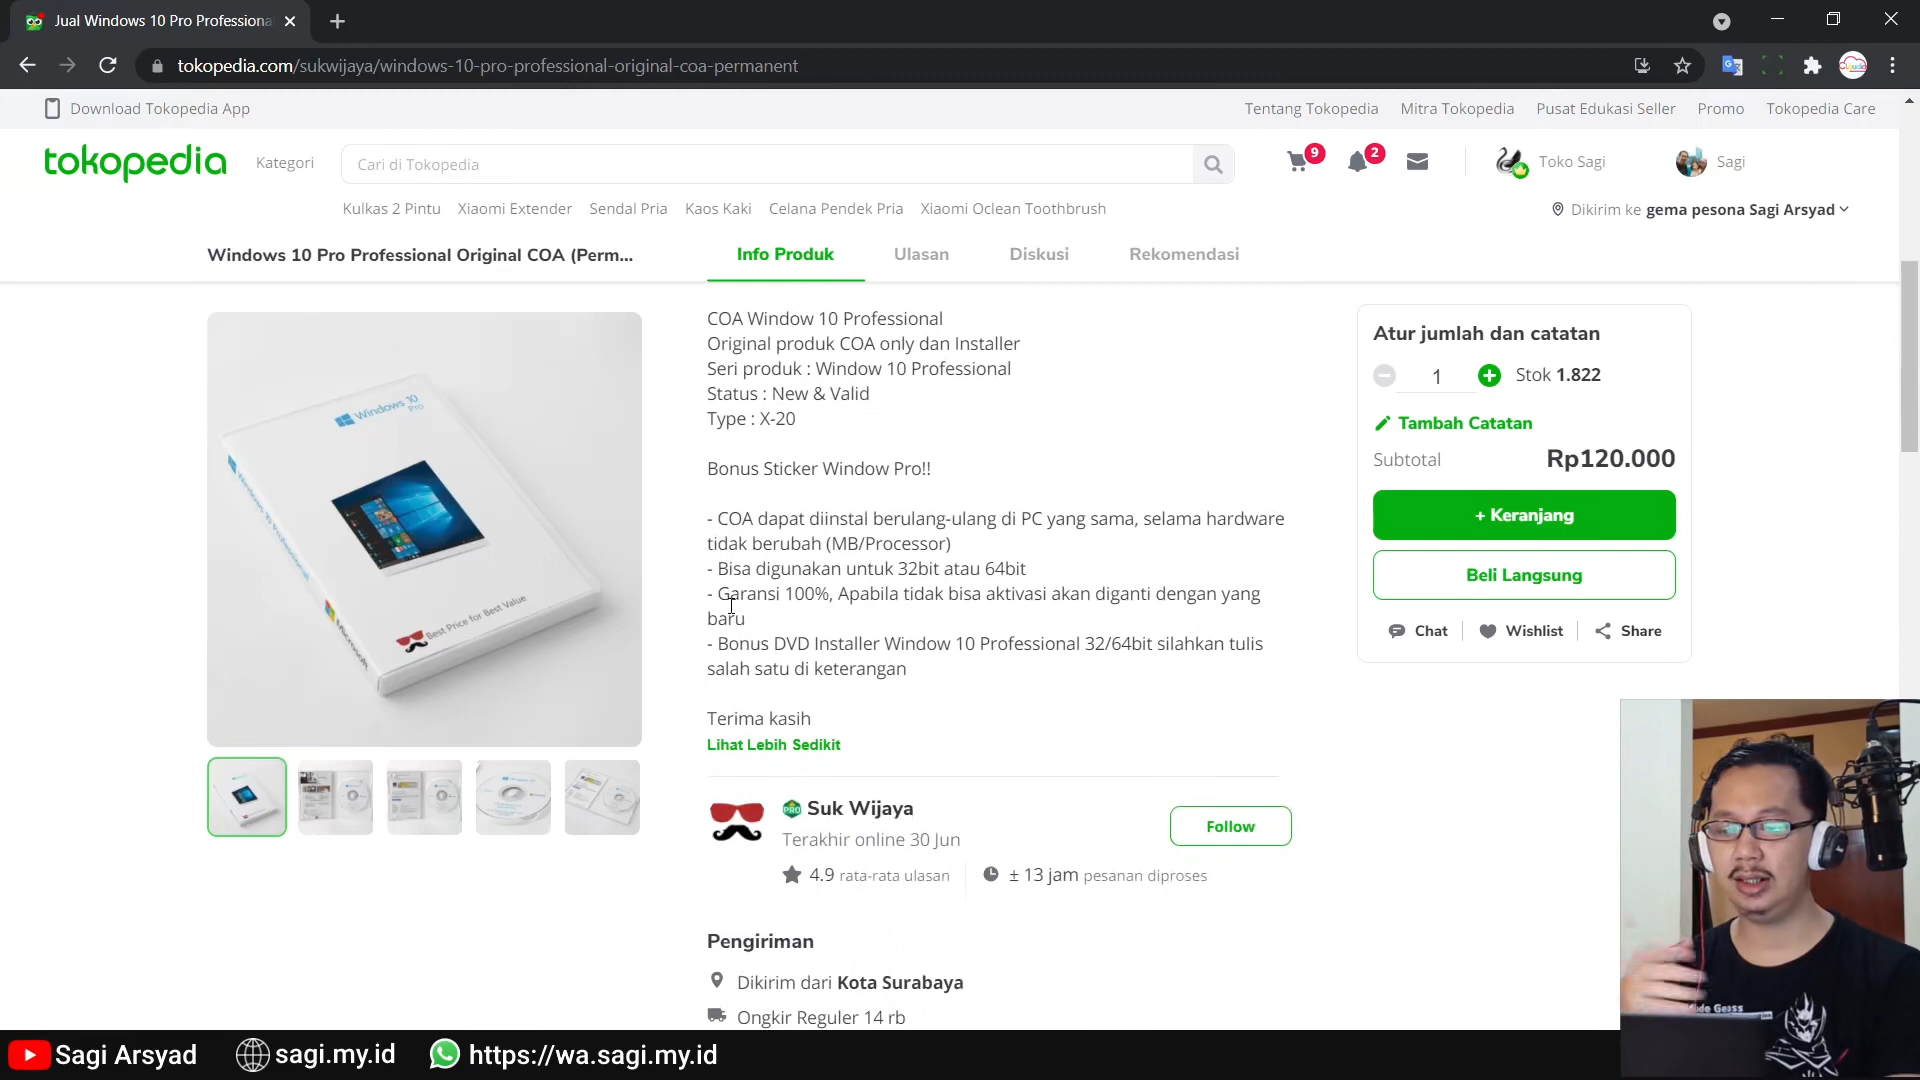 Jual Windows 10 Pro Professiona
tokopedia.com/sukwijaya/windows-10-pro-professional-original-coa-permanent
Download Tokopedia App
Tentang Tokopedia
Mitra Tokopedia
Pusat Edukasi Seller
Promo
Tokopedia Care
tokopedia
Kategori
Cari di Tokopedia
9
2
Toko Sagi
Sagi
Kulkas 2 Pintu
Xiaomi Extender
Sendal Pria
Kaos Kaki
Celana Pendek Pria
Xiaomi Oclean Toothbrush
Dikirim ke gema pesona Sagi Arsyad
Windows 10 Pro Professional Original COA (Perm...
Info Produk
Ulasan
Diskusi
Rekomendasi
Windows 10
Pro
Best Price for Best Value
Microsoft
COA Window 10 Professional
Original produk COA only dan Installer
Seri produk : Window 10 Professional
Status : New & Valid
Type : X-20
Bonus Sticker Window Pro!!
- COA dapat diinstal berulang-ulang di PC yang sama, selama hardware
tidak berubah (MB/Processor)
- Bisa digunakan untuk 32bit atau 64bit
- Garansi 100%, Apabila tidak bisa aktivasi akan diganti dengan yang
baru
- Bonus DVD Installer Window 10 Professional 32/64bit silahkan tulis
salah satu di keterangan
Terima kasih
Lihat Lebih Sedikit
PRO Suk Wijaya
Terakhir online 30 Jun
Follow
4.9 rata-rata ulasan
± 13 jam pesanan diproses
Pengiriman
Dikirim dari Kota Surabaya
Ongkir Reguler 14 rb
Atur jumlah dan catatan
1
Stok 1.822
Tambah Catatan
Subtotal
Rp120.000
+ Keranjang
Beli Langsung
Chat
Wishlist
Share
Sagi Arsyad
sagi.my.id
https://wa.sagi.my.id